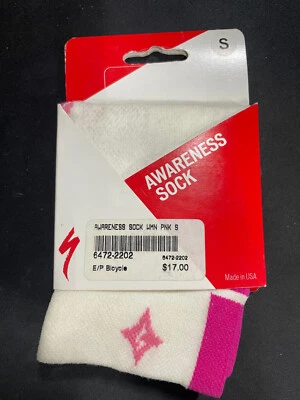 S
AWARENESS
SOCK
AWARENESS SOCK WMN PNK S
6472-2202
6472-2202
E/P Bicycle
$17.00
Made in USA